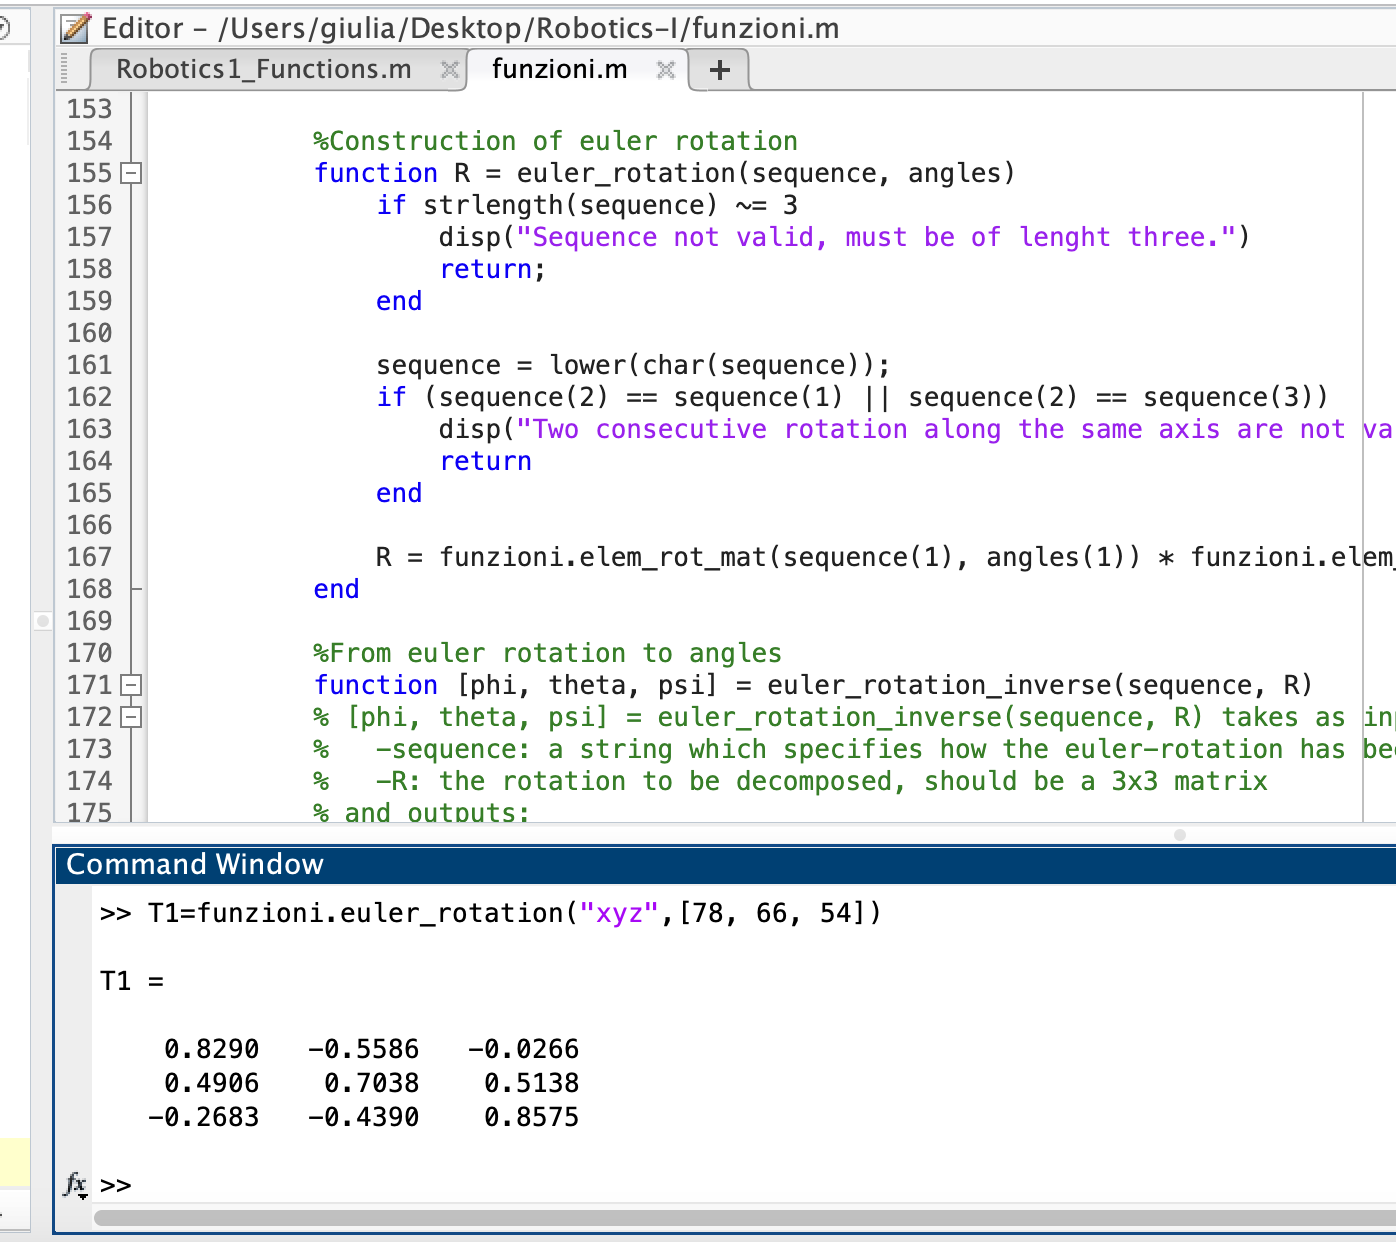 Editor – /Users/giulia/Desktop/Robotics–I/funzioni.m
Robotics1_Functions.m funzioni.m +
153
154 %Construction of euler rotation
155 function R = euler_rotation(sequence, angles)
156 if strlength(sequence) ~= 3
157 disp("Sequence not valid, must be of lenght three.")
158 return;
159 end
160
161 sequence = lower(char(sequence));
162 if (sequence(2) == sequence(1) || sequence(2) == sequence(3))
163 disp("Two consecutive rotation along the same axis are not va
164 return
165 end
166
167 R = funzioni.elem_rot_mat(sequence(1), angles(1)) * funzioni.elem_
168 end
169
170 %From euler rotation to angles
171 function [phi, theta, psi] = euler_rotation_inverse(sequence, R)
172 % [phi, theta, psi] = euler_rotation_inverse(sequence, R) takes as in
173 % –sequence: a string which specifies how the euler–rotation has be
174 % –R: the rotation to be decomposed, should be a 3x3 matrix
175 % and outputs:
Command Window
>> T1=funzioni.euler_rotation("xyz",[78, 66, 54])
T1 =
0.8290 –0.5586 –0.0266
0.4906 0.7038 0.5138
–0.2683 –0.4390 0.8575
fx >>